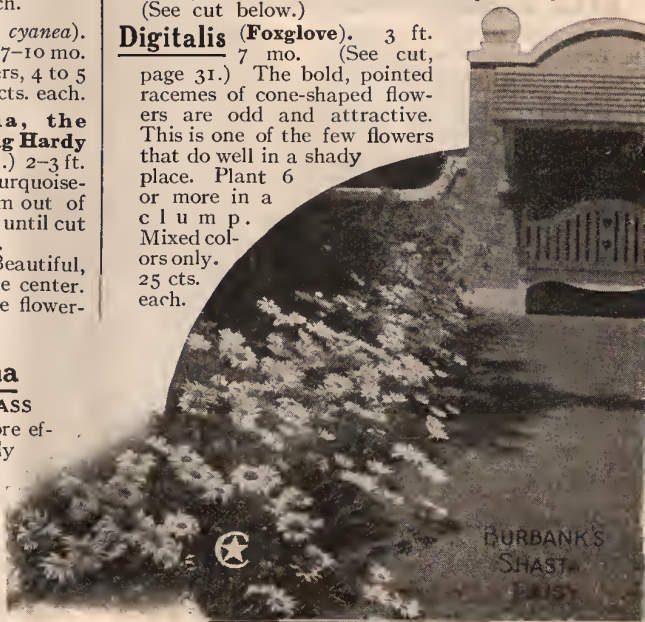 ch.
cyanea).
7–10 mo.
ers, 4 to 5
cts. each.
a, the
g Hardy
.) 2–3 ft.
urquoise-
m out of
until cut
Beautiful,
e center.
e flower-
a
ASS
ore ef-
ly
(See cut below.)
Digitalis (Foxglove). 3 ft.
7 mo. (See cut,
page 31.) The bold, pointed
racemes of cone-shaped flow-
ers are odd and attractive.
This is one of the few flowers
that do well in a shady
place. Plant 6
or more in a
clump.
Mixed col-
ors only.
25 cts.
each.
BURBANK'S
SHAST
DAISY